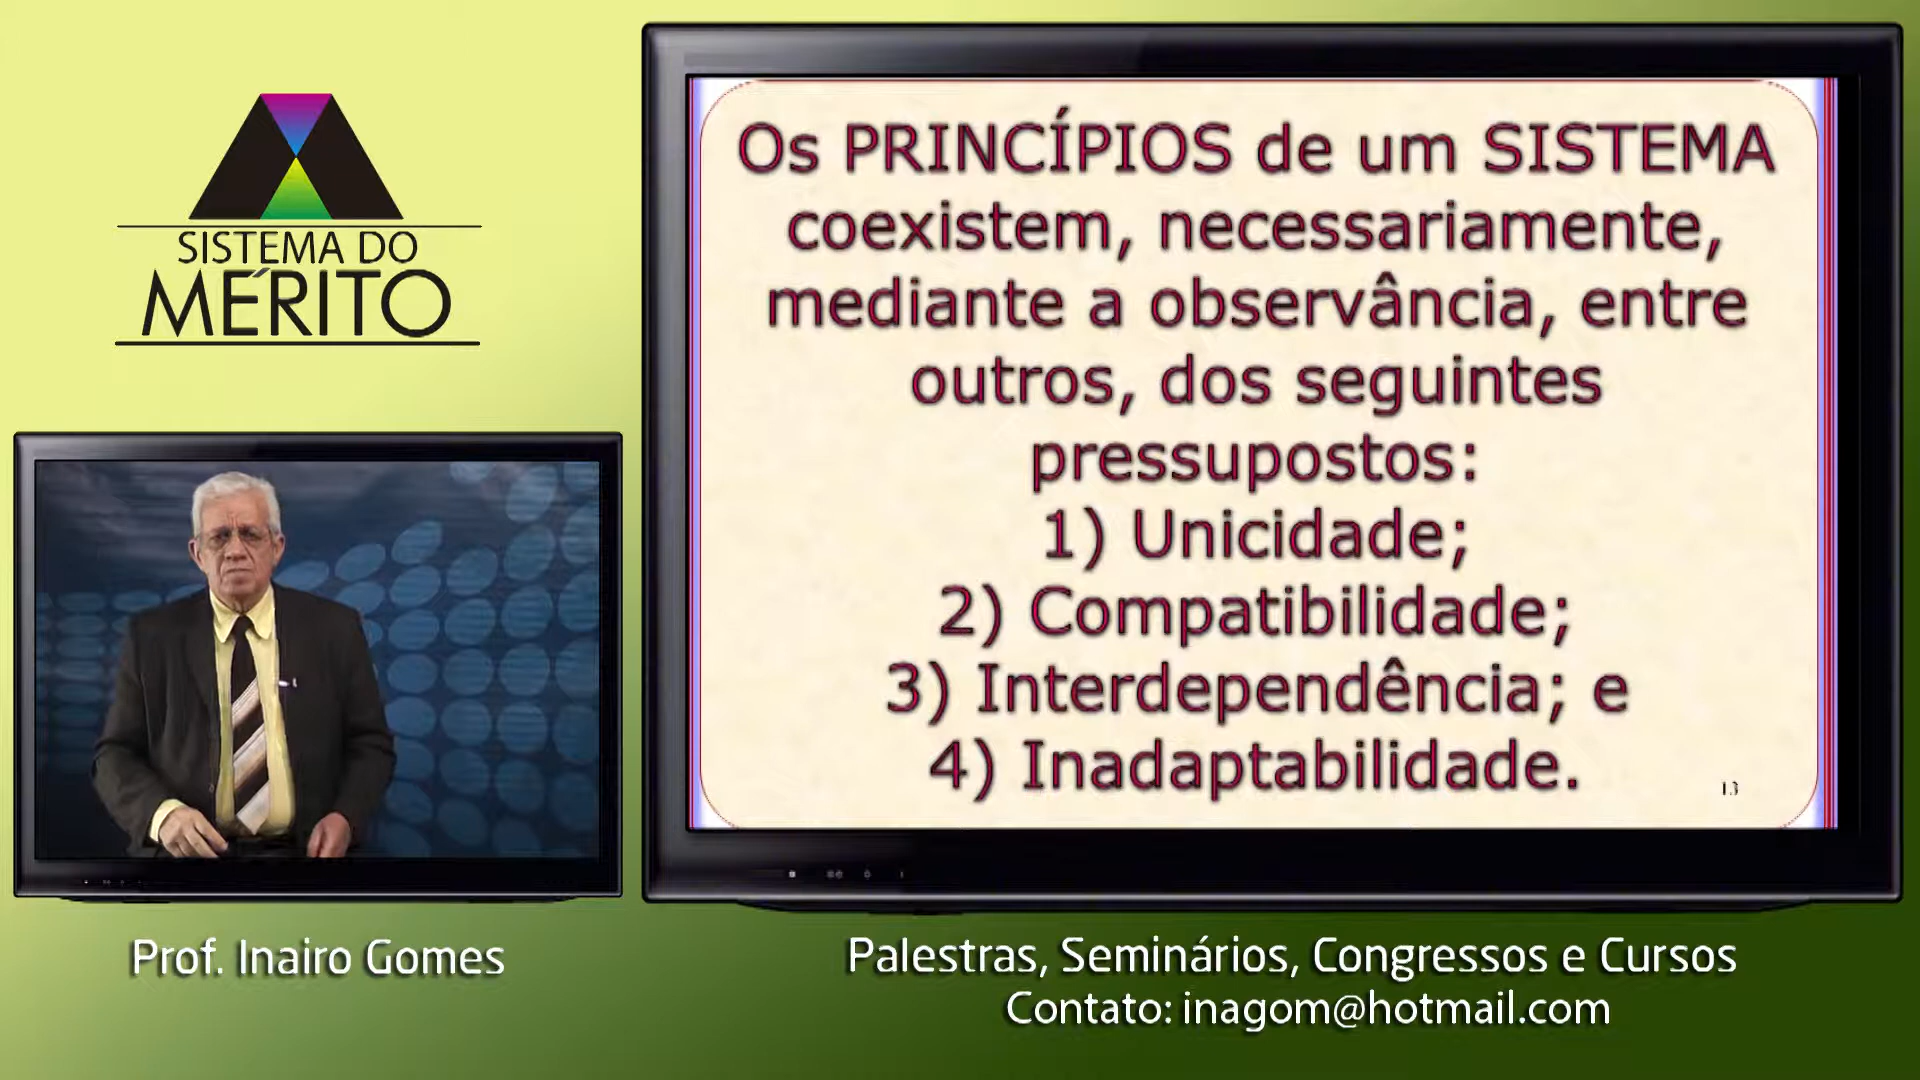 SISTEMA DO
MÉRITO
Os PRINCÍPIOS de um SISTEMA
coexistem, necessariamente,
mediante a observância, entre
outros, dos seguintes
pressupostos:
1) Unicidade;
2) Compatibilidade;
3) Interdependência; e
4) Inadaptabilidade.
13
Prof. Inairo Gomes
Palestras, Seminários, Congressos e Cursos
Contato: inagom@hotmail.com